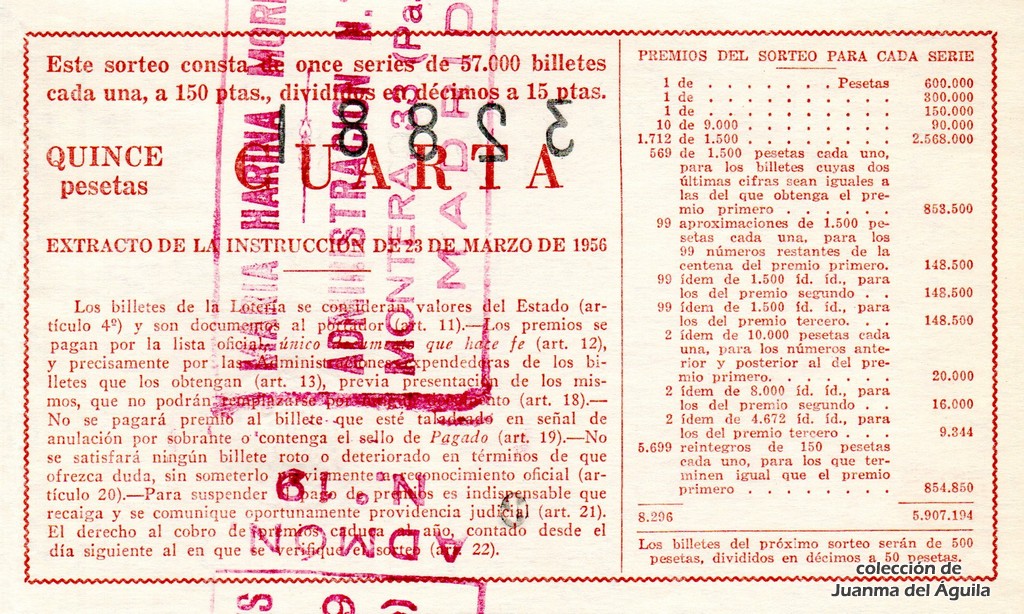 Este sorteo consta de once series de 57.000 billetes
cada una, a 150 ptas., divididos en décimos a 15 ptas.
QUINCE
pesetas
CUARTA
EXTRACTO DE LA INSTRUCCIÓN DE 23 DE MARZO DE 1956
Los billetes de la Lotería se consideran valores del Estado (ar-
tículo 4º) y son documentos al portador (art. 11).—Los premios se
pagan por la lista oficial, único documento que hace fe (art. 12),
y precisamente por las Administraciones expendedoras de los bi-
lletes que los obtengan (art. 13), previa presentación de los mis-
mos, que no podrán remplazarse por ningún documento (art. 18).—
No se pagará premio al billete que esté taladrado en señal de
anulación por sobrante o contenga el sello de Pagado (art. 19).—No
se satisfará ningún billete roto o deteriorado en términos de que
ofrezca duda, sin someterlo previamente a reconocimiento oficial (ar-
tículo 20).—Para suspender el pago de premios es indispensable que
recaiga y se comunique oportunamente providencia judicial (art. 21).
El derecho al cobro de premios caduca al año, contado desde el
día siguiente al en que se verifique el sorteo (art. 22).
PREMIOS DEL SORTEO PARA CADA SERIE
1 de . . . . . . . Pesetas 600.000
1 de . . . . . . . . . . 300.000
1 de . . . . . . . . . . 150.000
10 de 9.000 . . . . . . . . 90.000
1.712 de 1.500 . . . . . . . . 2.568.000
569 de 1.500 pesetas cada uno,
para los billetes cuyas dos
últimas cifras sean iguales a
las del que obtenga el pre-
mio primero . . . . . . 853.500
99 aproximaciones de 1.500 pe-
setas cada una, para los
99 números restantes de la
centena del premio primero. 148.500
99 ídem de 1.500 íd. íd., para
los del premio segundo . . 148.500
99 ídem de 1.500 íd. íd., para
los del premio tercero. . . 148.500
2 ídem de 10.000 pesetas cada
una, para los números ante-
rior y posterior al del pre-
mio primero. . . . . . . 20.000
2 ídem de 8.000 íd. íd., para
los del premio segundo . . 16.000
2 ídem de 4.672 íd. íd., para
los del premio tercero . . . 9.344
5.699 reintegros de 150 pesetas
cada uno, para los que ter-
minen igual que el premio
primero . . . . . . . . . 854.850
8.296 5.907.194
Los billetes del próximo sorteo serán de 500
pesetas, divididos en décimos a 50 pesetas.
MARIA HARINA
ADMINISTRACION N.
MONTERA, 33 (Pa
MADRID
ADMON
N.º 19
18823
colección de
Juanma del Águila